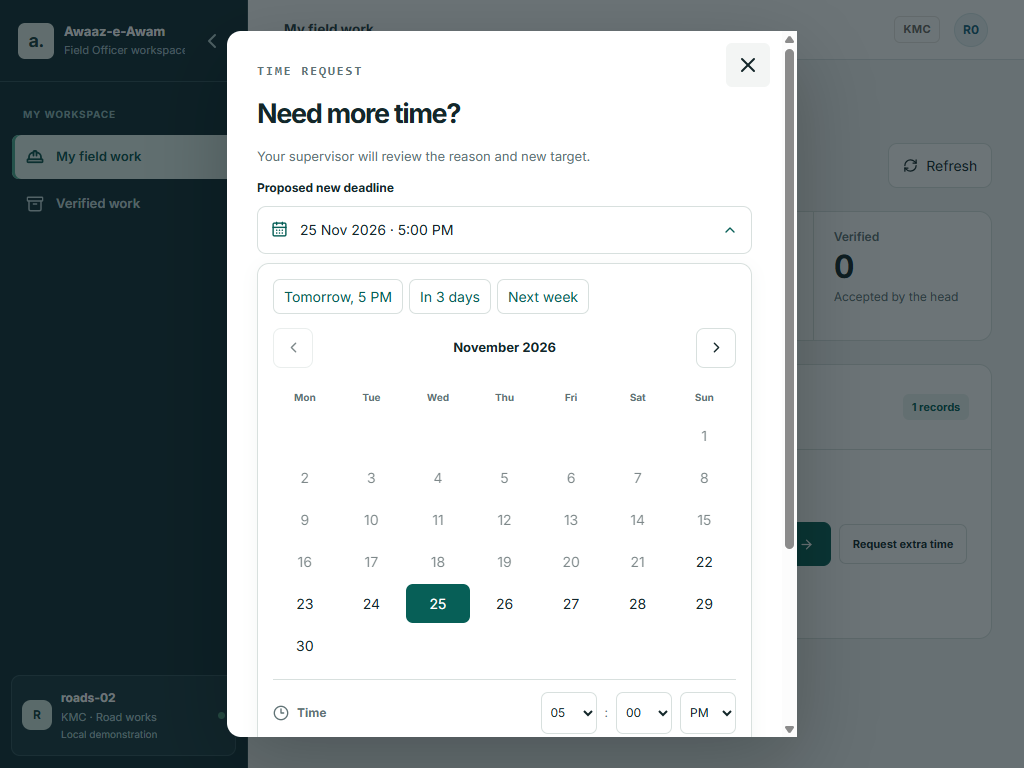 a.
Awaaz-e-Awam
Field Officer workspace
MY WORKSPACE
My field work
Verified work
roads-02
R
KMC · Road works
Local demonstration
My field work
KMC
R0
Refresh
Verified
0
Accepted by the head
1 records
Request extra time
TIME REQUEST
Need more time?
Your supervisor will review the reason and new target.
Proposed new deadline
25 Nov 2026 · 5:00 PM
Tomorrow, 5 PM
In 3 days
Next week
November 2026
Mon Tue Wed Thu Fri Sat Sun
1
2 3 4 5 6 7 8
9 10 11 12 13 14 15
16 17 18 19 20 21 22
23 24 25 26 27 28 29
30
Time
05 : 00 PM